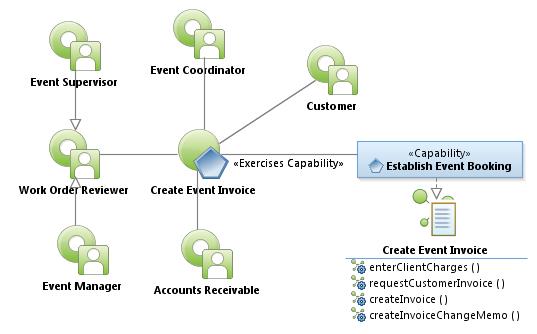 Event Supervisor
Event Coordinator
Customer
Work Order Reviewer
Create Event Invoice
«Exercises Capability»
«Capability»
Establish Event Booking
Event Manager
Accounts Receivable
Create Event Invoice
enterClientCharges ( )
requestCustomerInvoice ( )
createInvoice ( )
createInvoiceChangeMemo ( )